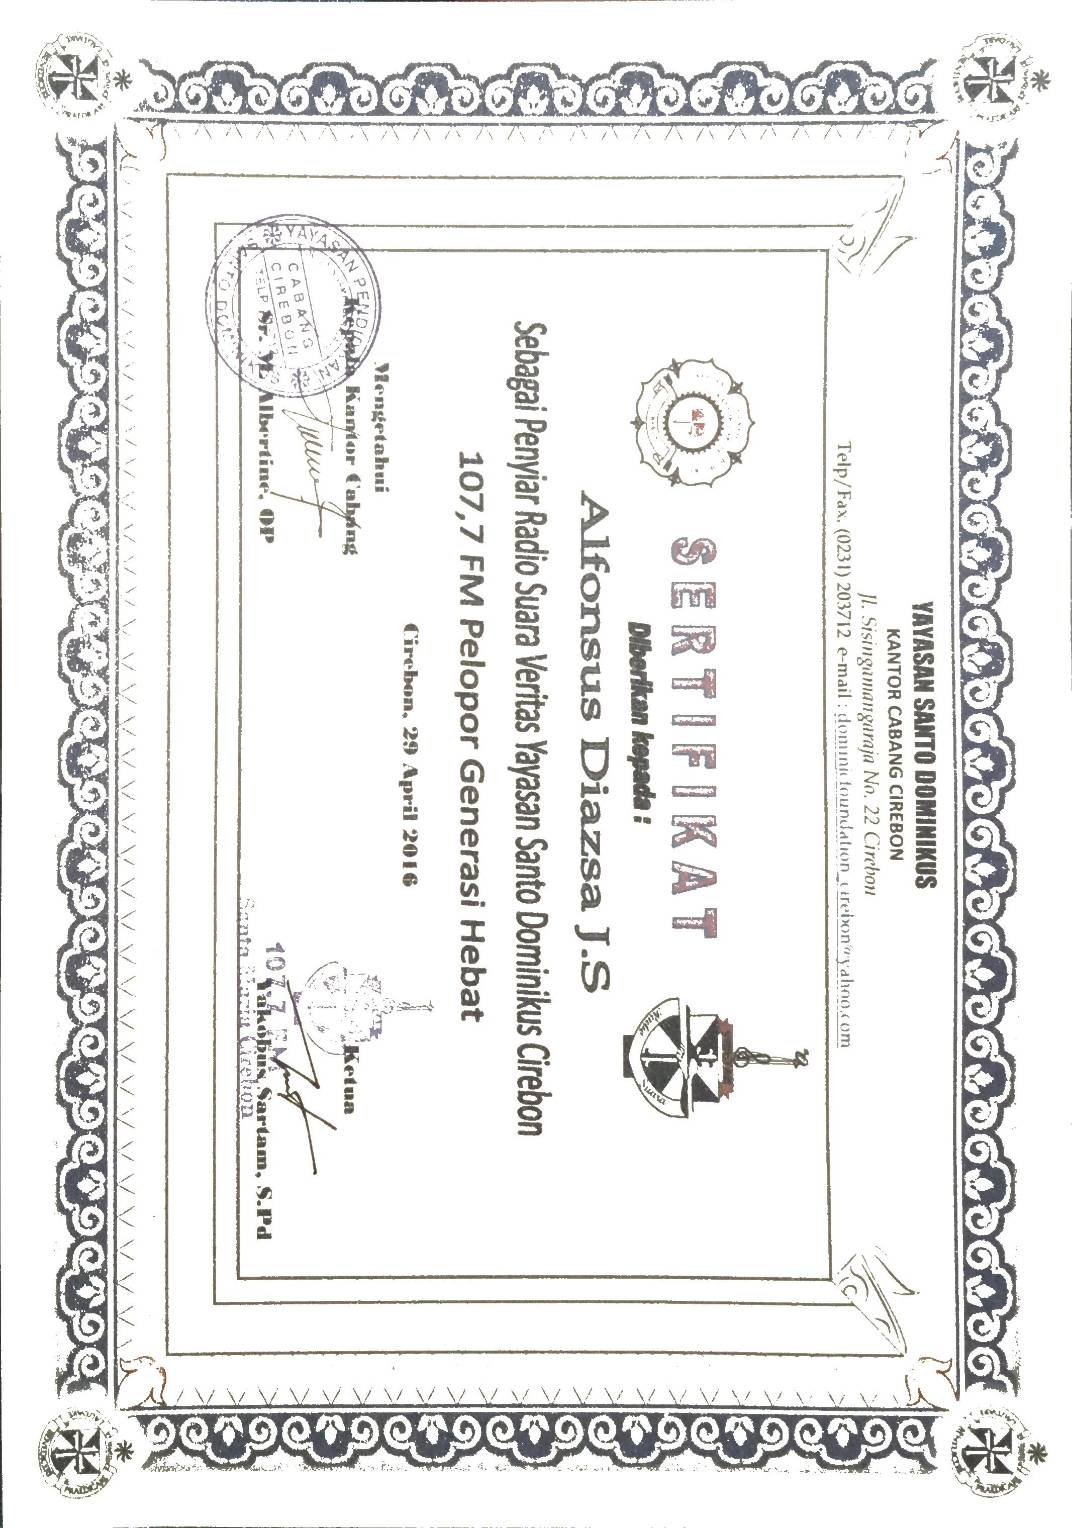 YAYASAN SANTO DOMINIKUS
KANTOR CABANG CIREBON
Jl. Sisingamangaraja No. 22 Cirebon
Telp/Fax. (0231) 203712 e-mail : dominicfoundation_cirebon@yahoo.com
SERTIFIKAT
Diberikan kepada :
Alfonsus Diazsa J.S
Sebagai Penyiar Radio Suara Veritas Yayasan Santo Dominikus Cirebon
107,7 FM Pelopor Generasi Hebat
Cirebon, 29 April 2016
Mengetahui
Kepala Kantor Cabang
Ketua
YAYASAN PENDIDIKAN
CABANG
CIREBON
TELP
SANTO DOMINIKUS
Sr. M. Albertine, OP
107,7 FM
Yakobus Sartam, S.Pd
Santa Maria Cirebon